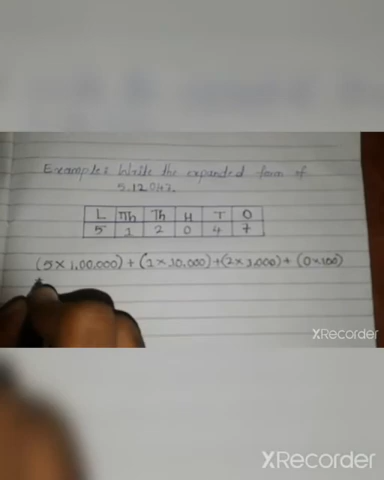 Example: Write the expanded form of
5,12,047.
L TTh Th H T O
5 1 2 0 4 7
(5 × 1,00,000) + (1 × 10,000) + (2 × 1,000) + (0 × 100)
XRecorder
XRecorder